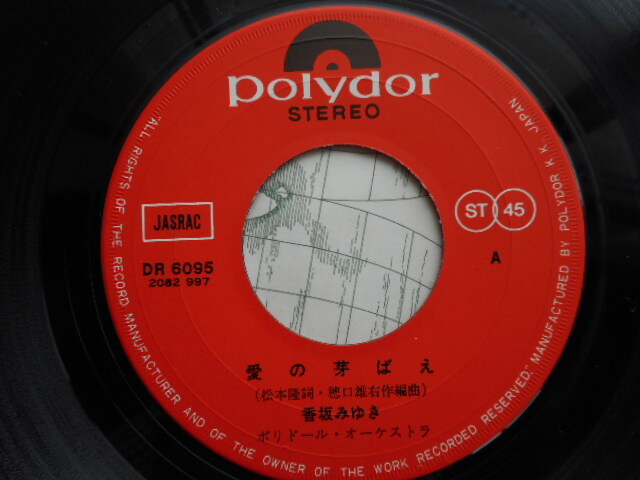 polydor
STEREO
JASRAC
ST 45
DR 6095
2082 997
A
愛の芽ばえ
(松本隆詞・穂口雄右作編曲)
香坂みゆき
ポリドール・オーケストラ
"ALL RIGHTS OF THE RECORD MANUFACTURER AND OF THE OWNER OF THE WORK RECORDED RESERVED." MANUFACTURED BY POLYDOR K.K. JAPAN